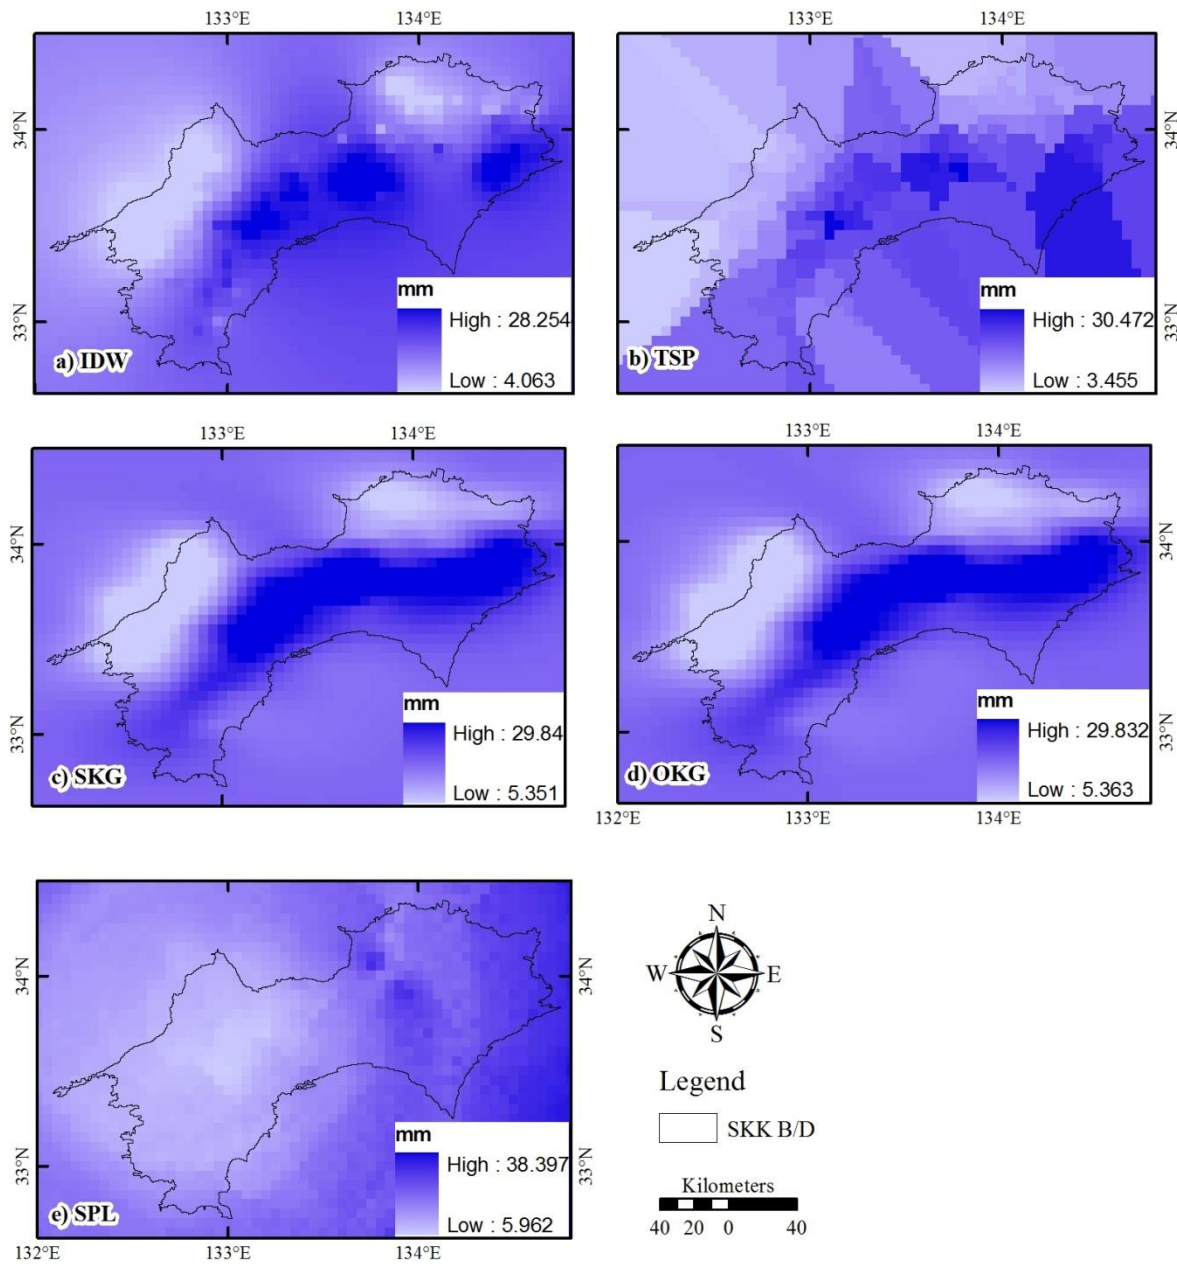 133°E 134°E
133°E 134°E
34°N
33°N
mm
High : 28.254
Low : 4.063
a) IDW
34°N
33°N
mm
High : 30.472
Low : 3.455
b) TSP
133°E 134°E
133°E 134°E
34°N
33°N
mm
High : 29.84
Low : 5.351
c) SKG
34°N
33°N
mm
High : 29.832
Low : 5.363
d) OKG
132°E 133°E 134°E
34°N
33°N
34°N
33°N
mm
High : 38.397
Low : 5.962
e) SPL
132°E 133°E 134°E
N
W E
S
Legend
SKK B/D
Kilometers
40 20 0 40